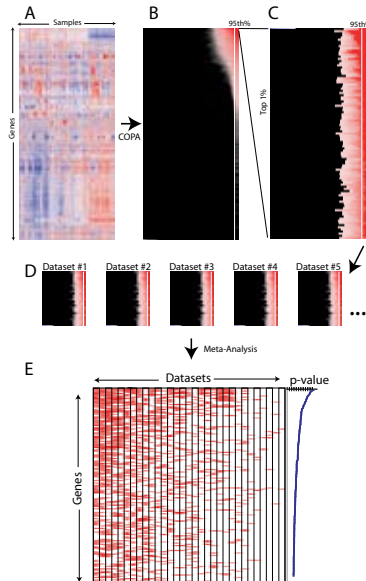 A
Samples
Genes
COPA
B
95th%
Top 1%
C
95th
D
Dataset #1
Dataset #2
Dataset #3
Dataset #4
Dataset #5
...
Meta-Analysis
E
Datasets
p-value
Genes